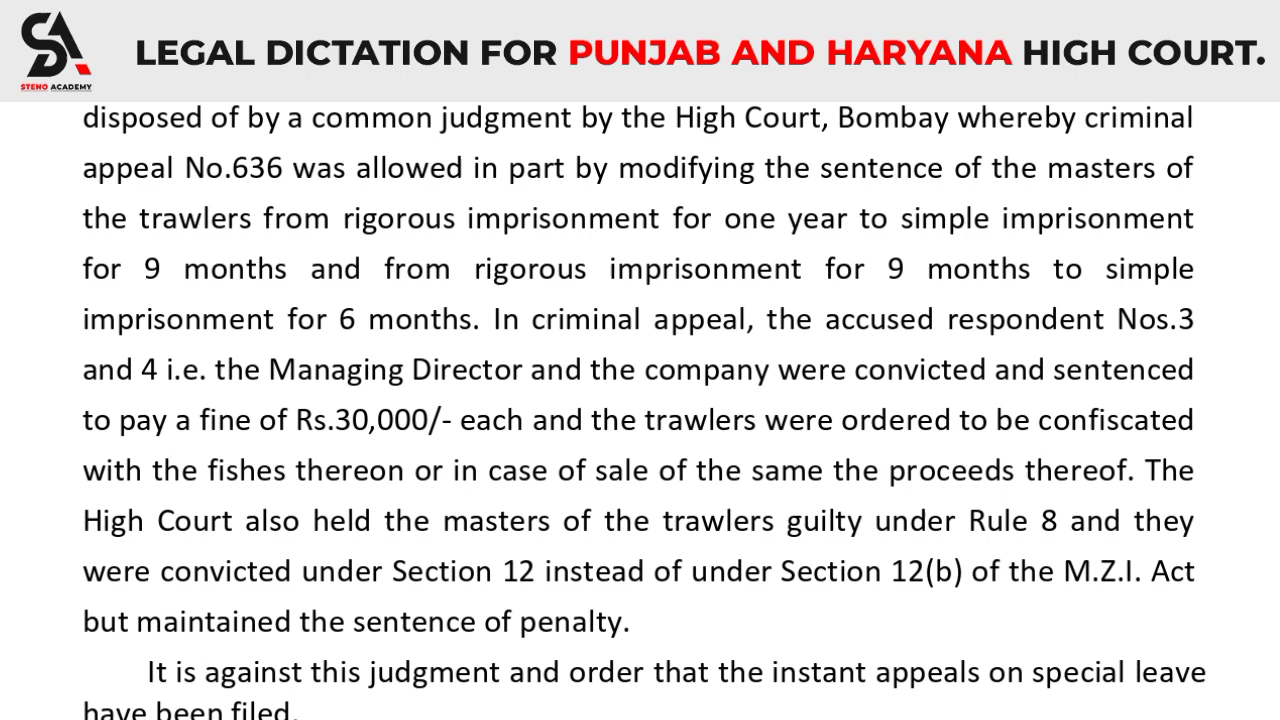 SA
STENO ACADEMY
LEGAL DICTATION FOR PUNJAB AND HARYANA HIGH COURT.
disposed of by a common judgment by the High Court, Bombay whereby criminal
appeal No.636 was allowed in part by modifying the sentence of the masters of
the trawlers from rigorous imprisonment for one year to simple imprisonment
for 9 months and from rigorous imprisonment for 9 months to simple
imprisonment for 6 months. In criminal appeal, the accused respondent Nos.3
and 4 i.e. the Managing Director and the company were convicted and sentenced
to pay a fine of Rs.30,000/- each and the trawlers were ordered to be confiscated
with the fishes thereon or in case of sale of the same the proceeds thereof. The
High Court also held the masters of the trawlers guilty under Rule 8 and they
were convicted under Section 12 instead of under Section 12(b) of the M.Z.I. Act
but maintained the sentence of penalty.
It is against this judgment and order that the instant appeals on special leave
have been filed.